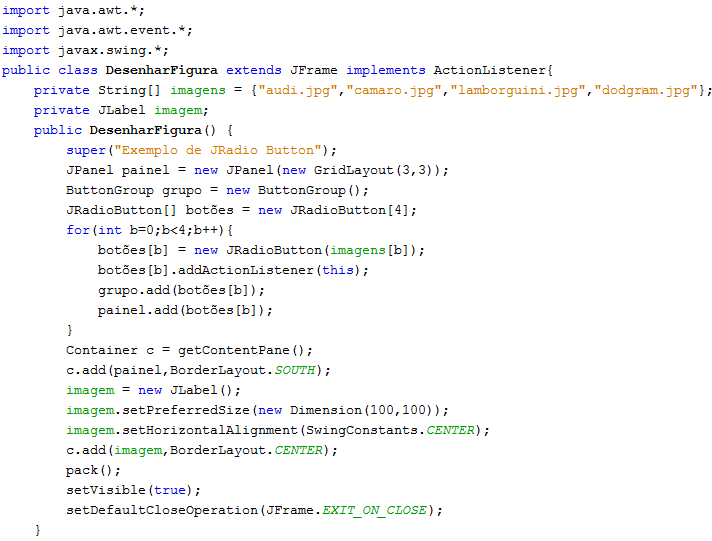 import java.awt.*;
import java.awt.event.*;
import javax.swing.*;
public class DesenharFigura extends JFrame implements ActionListener{
    private String[] imagens = {"audi.jpg","camaro.jpg","lamborguini.jpg","dodgram.jpg"};
    private JLabel imagem;
    public DesenharFigura() {
        super("Exemplo de JRadio Button");
        JPanel painel = new JPanel(new GridLayout(3,3));
        ButtonGroup grupo = new ButtonGroup();
        JRadioButton[] botões = new JRadioButton[4];
        for(int b=0;b<4;b++){
            botões[b] = new JRadioButton(imagens[b]);
            botões[b].addActionListener(this);
            grupo.add(botões[b]);
            painel.add(botões[b]);
        }
        Container c = getContentPane();
        c.add(painel,BorderLayout.SOUTH);
        imagem = new JLabel();
        imagem.setPreferredSize(new Dimension(100,100));
        imagem.setHorizontalAlignment(SwingConstants.CENTER);
        c.add(imagem,BorderLayout.CENTER);
        pack();
        setVisible(true);
        setDefaultCloseOperation(JFrame.EXIT_ON_CLOSE);
    }